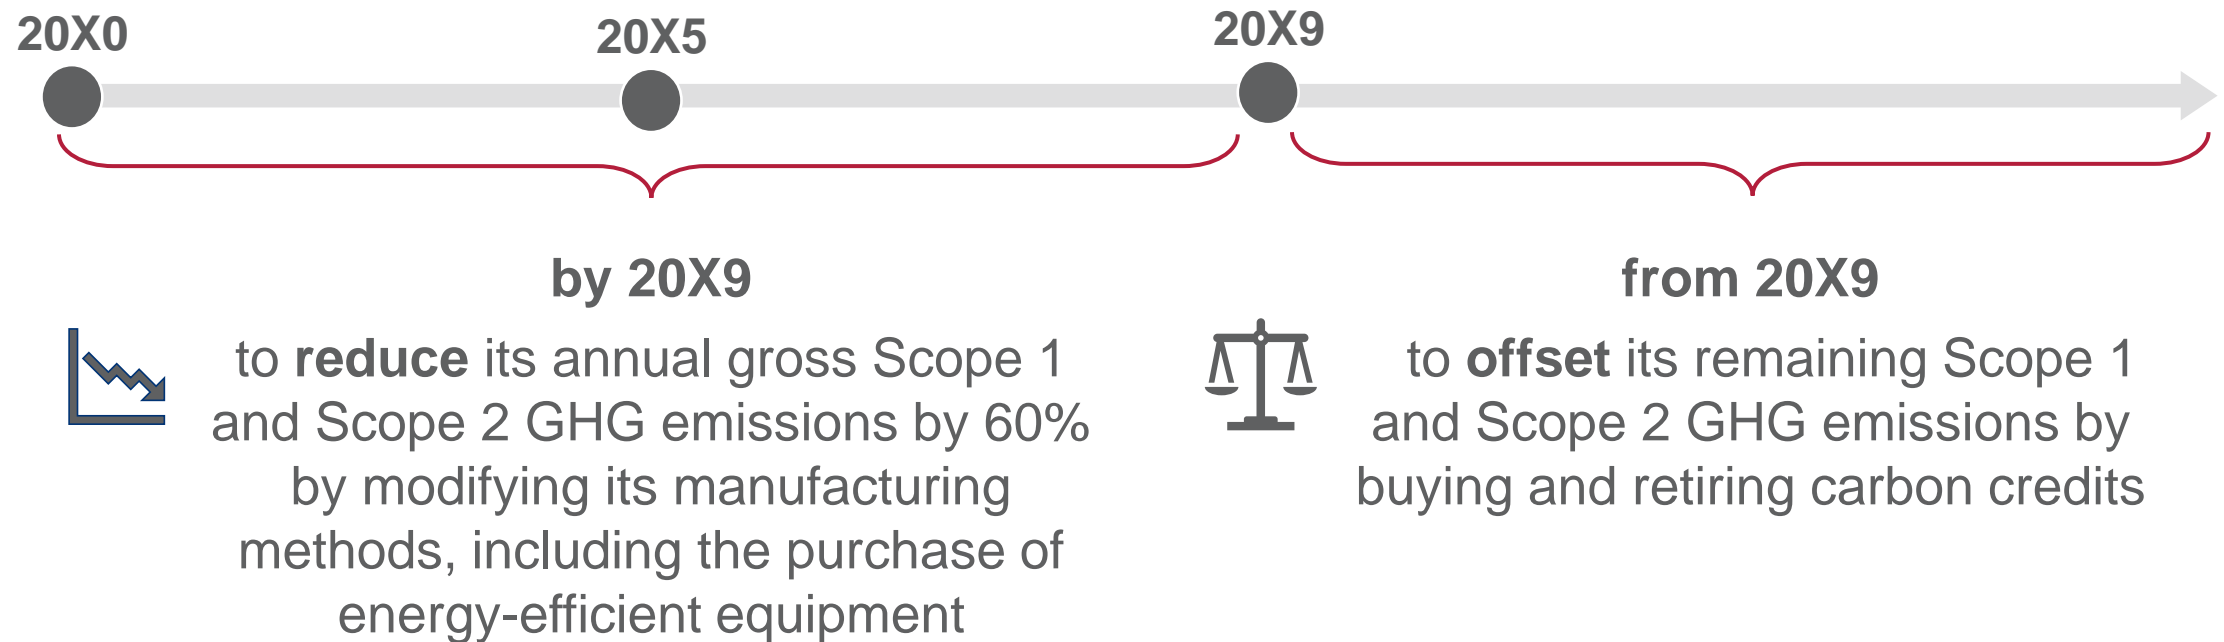 20X0
20X5
20X9
by 20X9
to reduce its annual gross Scope 1
and Scope 2 GHG emissions by 60%
by modifying its manufacturing
methods, including the purchase of
energy-efficient equipment
from 20X9
to offset its remaining Scope 1
and Scope 2 GHG emissions by
buying and retiring carbon credits